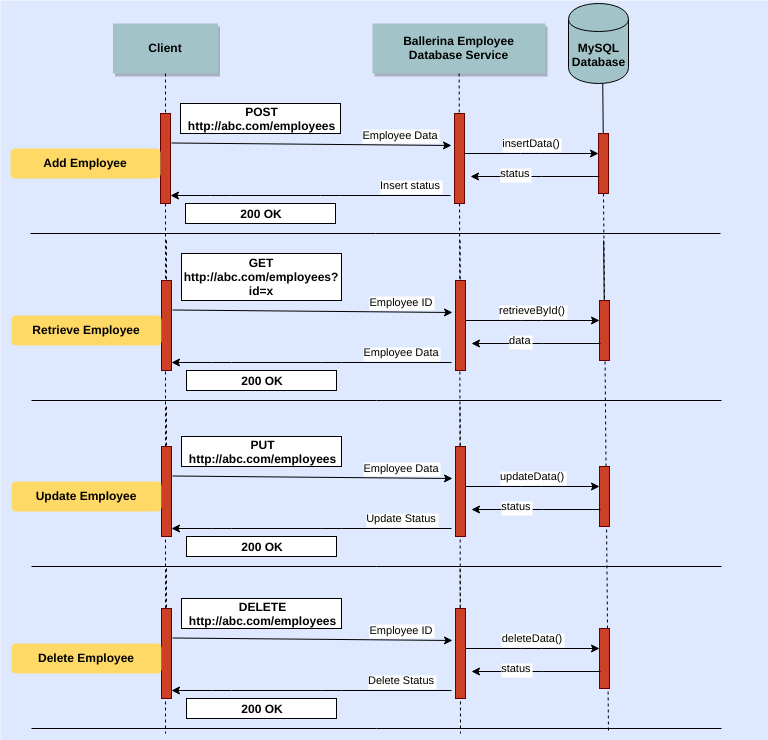 Client
Ballerina Employee
Database Service
MySQL
Database
POST
http://abc.com/employees
Employee Data
insertData()
Add Employee
status
Insert status
200 OK
GET
http://abc.com/employees?
id=x
Employee ID
retrieveById()
Retrieve Employee
data
Employee Data
200 OK
PUT
http://abc.com/employees
Employee Data
updateData()
Update Employee
status
Update Status
200 OK
DELETE
http://abc.com/employees
Employee ID
deleteData()
Delete Employee
status
Delete Status
200 OK